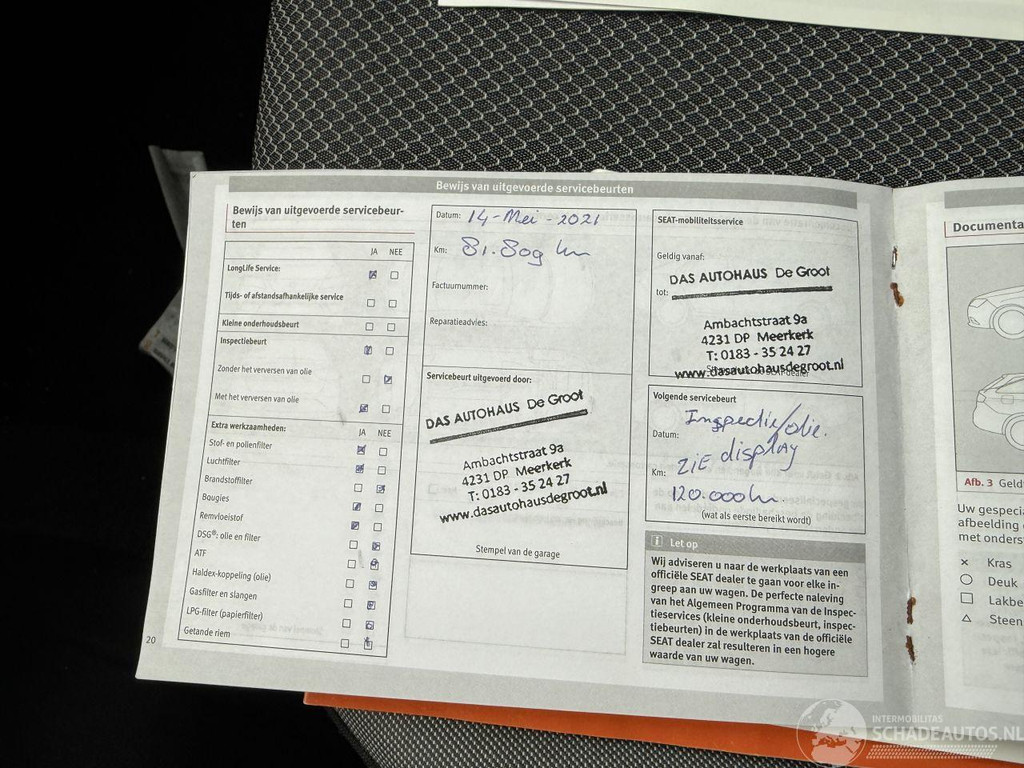 Bewijs van uitgevoerde servicebeurten
Bewijs van uitgevoerde servicebeur-
ten
JA NEE
LongLife Service:
Tijds- of afstandsafhankelijke service
Kleine onderhoudsbeurt
Inspectiebeurt
Zonder het verversen van olie
Met het verversen van olie
Extra werkzaamheden: JA NEE
Stof- en pollenfilter
Luchtfilter
Brandstoffilter
Bougies
Remvloeistof
DSG®: olie en filter
ATF
Haldex-koppeling (olie)
Gasfilter en slangen
LPG-filter (papierfilter)
Getande riem
20
Datum: 14-Mei-2021
Km: 81.809 km
Factuurnummer:
Reparatieadvies:
Servicebeurt uitgevoerd door:
DAS AUTOHAUS De Groot
Ambachtstraat 9a
4231 DP Meerkerk
T: 0183 - 35 24 27
www.dasautohausdegroot.nl
Stempel van de garage
SEAT-mobiliteitsservice
Geldig vanaf:
DAS AUTOHAUS De Groot
tot:
Ambachtstraat 9a
4231 DP Meerkerk
T: 0183 - 35 24 27
www.dasautohausdegroot.nl
Volgende servicebeurt
Inspectie/olie.
Datum: ZIE display
Km: 120.000km
(wat als eerste bereikt wordt)
i Let op
Wij adviseren u naar de werkplaats van een
officiële SEAT dealer te gaan voor elke in-
greep aan uw wagen. De perfecte naleving
van het Algemeen Programma van de Inspec-
tieservices (kleine onderhoudsbeurt, inspec-
tiebeurten) in de werkplaats van de officiële
SEAT dealer zal resulteren in een hogere
waarde van uw wagen.
Documenta
Afb. 3 Geld
Uw gespecia
afbeelding
met onders
Kras
Deuk
Lakbe
Steen
INTERMOBILITAS
SCHADEAUTOS.NL